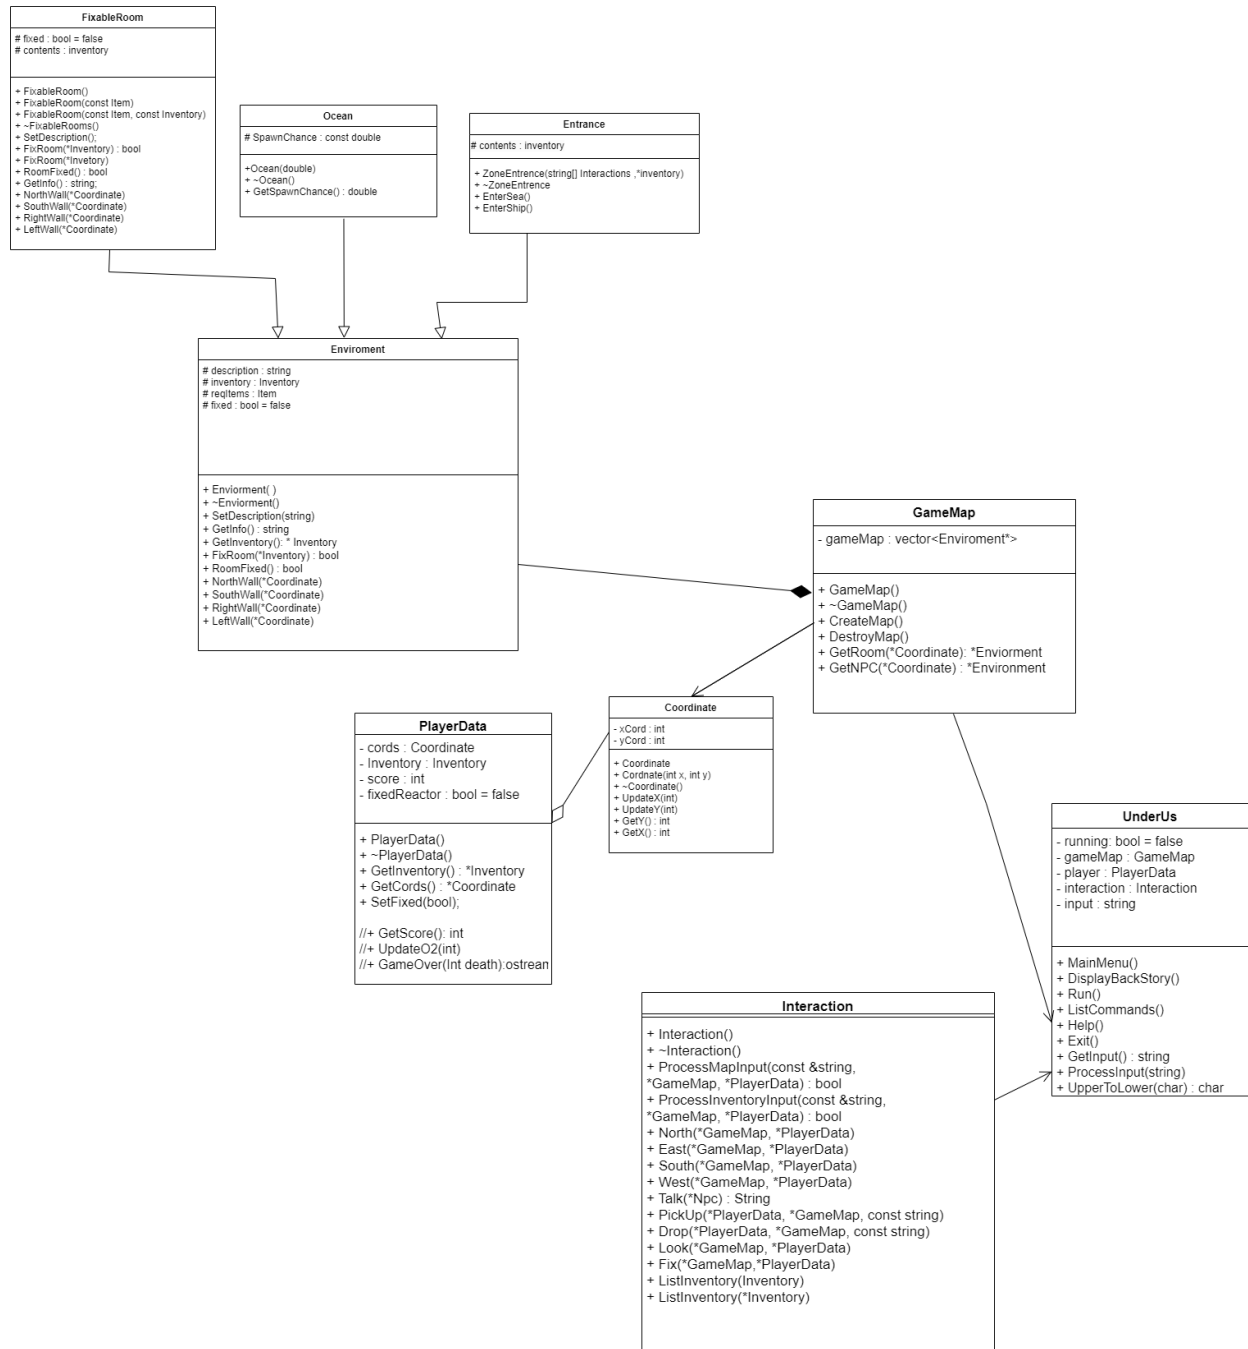 FixableRoom
# fixed : bool = false
# contents : inventory
+ FixableRoom()
+ FixableRoom(const Item)
+ FixableRoom(const Item, const Inventory)
+ ~FixableRooms()
+ SetDescription();
+ FixRoom(*Inventory) : bool
+ FixRoom(*Invetory)
+ RoomFixed() : bool
+ GetInfo() : string;
+ NorthWall(*Coordinate)
+ SouthWall(*Coordinate)
+ RightWall(*Coordinate)
+ LeftWall(*Coordinate)
Ocean
# SpawnChance : const double
+Ocean(double)
+ ~Ocean()
+ GetSpawnChance() : double
Entrance
# contents : inventory
+ ZoneEntrence(string[] Interactions ,*inventory)
+ ~ZoneEntrence
+ EnterSea()
+ EnterShip()
Enviroment
# description : string
# inventory : Inventory
# reqItems : Item
# fixed : bool = false
+ Enviorment( )
+ ~Enviorment()
+ SetDescription(string)
+ GetInfo() : string
+ GetInventory(): * Inventory
+ FixRoom(*Inventory) : bool
+ RoomFixed() : bool
+ NorthWall(*Coordinate)
+ SouthWall(*Coordinate)
+ RightWall(*Coordinate)
+ LeftWall(*Coordinate)
GameMap
- gameMap : vector<Enviroment*>
+ GameMap()
+ ~GameMap()
+ CreateMap()
+ DestroyMap()
+ GetRoom(*Coordinate): *Enviorment
+ GetNPC(*Coordinate) : *Environment
Coordinate
- xCord : int
- yCord : int
+ Coordinate
+ Cordnate(int x, int y)
+ ~Coordinate()
+ UpdateX(int)
+ UpdateY(int)
+ GetY() : int
+ GetX() : int
PlayerData
- cords : Coordinate
- Inventory : Inventory
- score : int
- fixedReactor : bool = false
+ PlayerData()
+ ~PlayerData()
+ GetInventory() : *Inventory
+ GetCords() : *Coordinate
+ SetFixed(bool);
//+ GetScore(): int
//+ UpdateO2(int)
//+ GameOver(Int death):ostream
UnderUs
- running: bool = false
- gameMap : GameMap
- player : PlayerData
- interaction : Interaction
- input : string
+ MainMenu()
+ DisplayBackStory()
+ Run()
+ ListCommands()
+ Help()
+ Exit()
+ GetInput() : string
+ ProcessInput(string)
+ UpperToLower(char) : char
Interaction
+ Interaction()
+ ~Interaction()
+ ProcessMapInput(const &string,
*GameMap, *PlayerData) : bool
+ ProcessInventoryInput(const &string,
*GameMap, *PlayerData) : bool
+ North(*GameMap, *PlayerData)
+ East(*GameMap, *PlayerData)
+ South(*GameMap, *PlayerData)
+ West(*GameMap, *PlayerData)
+ Talk(*Npc) : String
+ PickUp(*PlayerData, *GameMap, const string)
+ Drop(*PlayerData, *GameMap, const string)
+ Look(*GameMap, *PlayerData)
+ Fix(*GameMap,*PlayerData)
+ ListInventory(Inventory)
+ ListInventory(*Inventory)